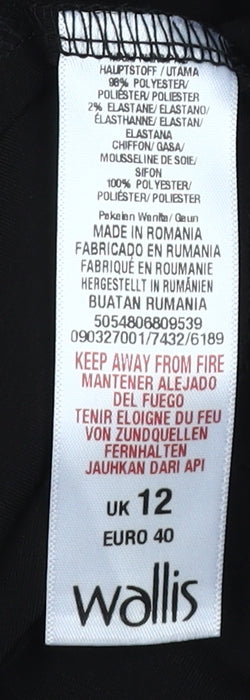 HAUPTSTOFF / UTAMA
98% POLYESTER/
POLIÉSTER/ POLIESTER
2% ELASTANE/ ELASTANO/
ÉLASTHANNE/ ELASTAN/
ELASTANA
CHIFFON/ GASA/
MOUSSELINE DE SOIE/
SIFON
100% POLYESTER/
POLIÉSTER/ POLIESTER
Pakaian Wanita/ Gaun
MADE IN ROMANIA
FABRICADO EN RUMANIA
FABRIQUÉ EN ROUMANIE
HERGESTELLT IN RUMÄNIEN
BUATAN RUMANIA
5054806809539
090327001/7432/6189
KEEP AWAY FROM FIRE
MANTENER ALEJADO
DEL FUEGO
TENIR ELOIGNE DU FEU
VON ZUNDQUELLEN
FERNHALTEN
JAUHKAN DARI API
UK 12
EURO 40
wallis